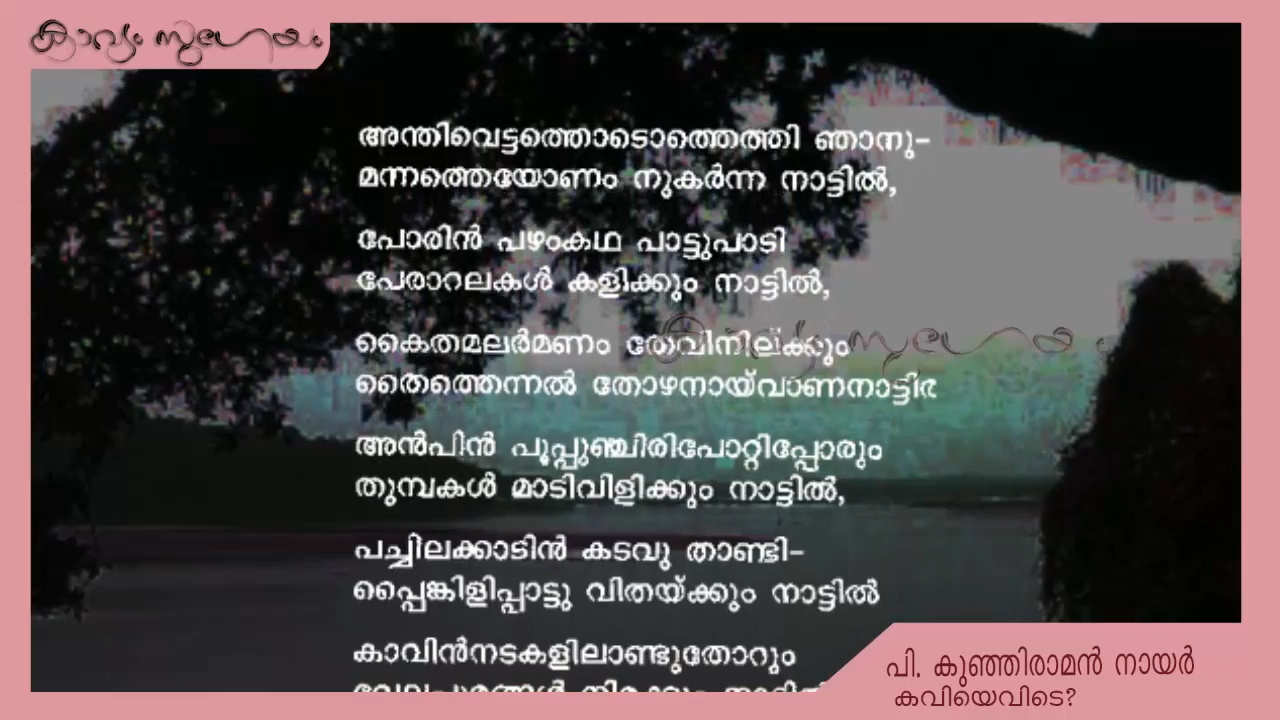 കാവ്യം സുഗേയം
അന്തിവെട്ടത്തൊടൊത്തെത്തി ഞാനു-
മന്നത്തെയോണം നുകർന്ന നാട്ടിൽ,
പോരിൻ പഴംകഥ പാട്ടുപാടി
പേരാറലകൾ കളിക്കും നാട്ടിൽ,
കൈതമലർമണം തേവിനില്ക്കും
തൈത്തെന്നൽ തോഴനായ്‌വാണനാട്ടിൽ
അൻപിൻ പൂപ്പുഞ്ചിരിപോറ്റിപ്പോരും
തുമ്പകൾ മാടിവിളിക്കും നാട്ടിൽ,
പച്ചിലക്കാടിൻ കടവു താണ്ടി-
പ്പൈങ്കിളിപ്പാട്ടു വിതയ്ക്കും നാട്ടിൽ
കാവിൻനടകളിലാണ്ടുതോറും
പി. കുഞ്ഞിരാമൻ നായർ
കവിയെവിടെ?